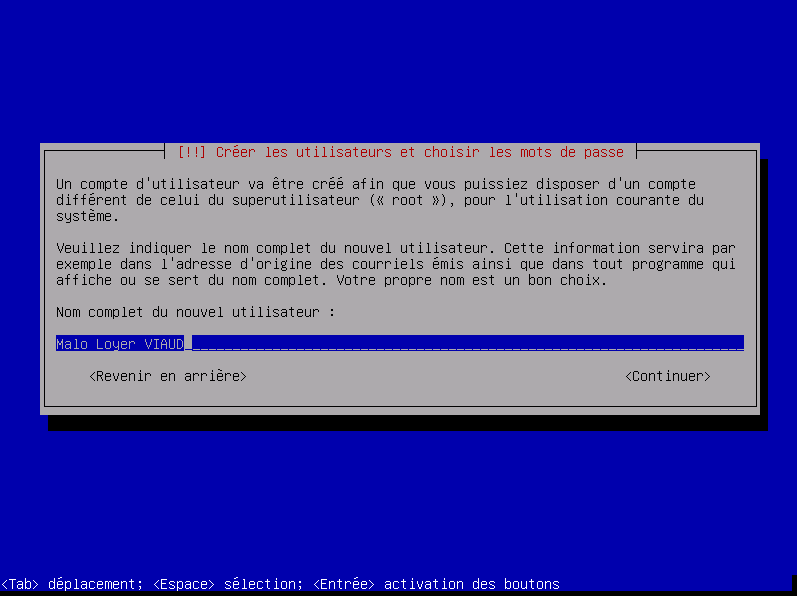 [!!] Créer les utilisateurs et choisir les mots de passe
Un compte d'utilisateur va être créé afin que vous puissiez disposer d'un compte
différent de celui du superutilisateur (« root »), pour l'utilisation courante du
système.
Veuillez indiquer le nom complet du nouvel utilisateur. Cette information servira par
exemple dans l'adresse d'origine des courriels émis ainsi que dans tout programme qui
affiche ou se sert du nom complet. Votre propre nom est un bon choix.
Nom complet du nouvel utilisateur :
Malo Loyer VIAUD
<Revenir en arrière> <Continuer>
<Tab> déplacement; <Espace> sélection; <Entrée> activation des boutons